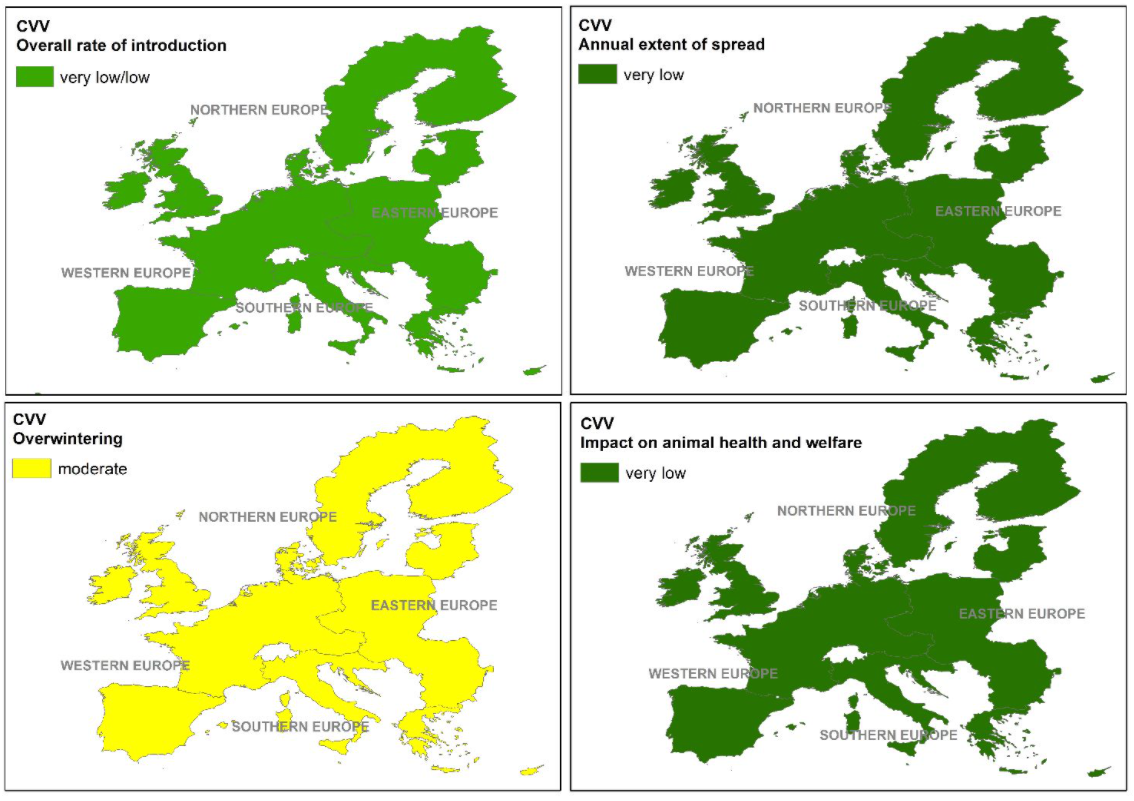 CVV
Overall rate of introduction
very low/low
NORTHERN EUROPE
EASTERN EUROPE
WESTERN EUROPE
SOUTHERN EUROPE
CVV
Annual extent of spread
very low
NORTHERN EUROPE
EASTERN EUROPE
WESTERN EUROPE
SOUTHERN EUROPE
CVV
Overwintering
moderate
NORTHERN EUROPE
EASTERN EUROPE
WESTERN EUROPE
SOUTHERN EUROPE
CVV
Impact on animal health and welfare
very low
NORTHERN EUROPE
EASTERN EUROPE
WESTERN EUROPE
SOUTHERN EUROPE